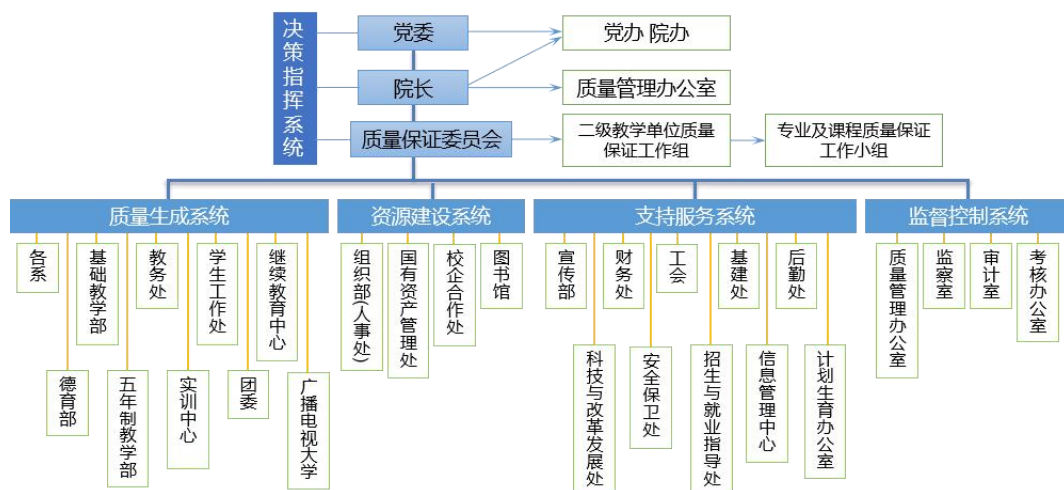 决策指挥系统
党委
党办 院办
院长
质量管理办公室
质量保证委员会
二级教学单位质量
保证工作组
专业及课程质量保证
工作小组
质量生成系统
资源建设系统
支持服务系统
监督控制系统
各系
德育部
基础教学部
五年制教学部
教务处
实训中心
学生工作处
团委
继续教育中心
广播电视大学
组织部(人事处)
国有资产管理处
校企合作处
图书馆
宣传部
科技与改革发展处
财务处
安全保卫处
工会
招生与就业指导处
基建处
信息管理中心
后勤处
计划生育办公室
质量管理办公室
监察室
审计室
考核办公室